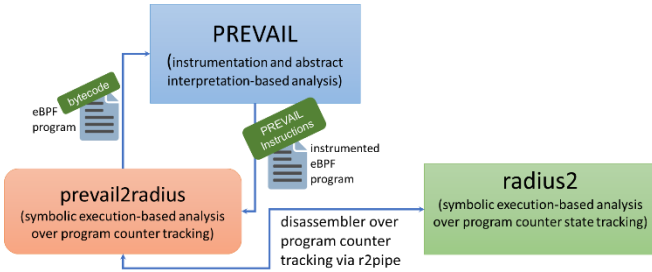 PREVAIL
(instrumentation and abstract
interpretation-based analysis)
bytecode
eBPF
program
PREVAIL
Instructions
instrumented
eBPF
program
prevail2radius
(symbolic execution-based analysis
over program counter tracking)
radius2
(symbolic execution-based analysis
over program counter state tracking)
disassembler over
program counter
tracking via r2pipe